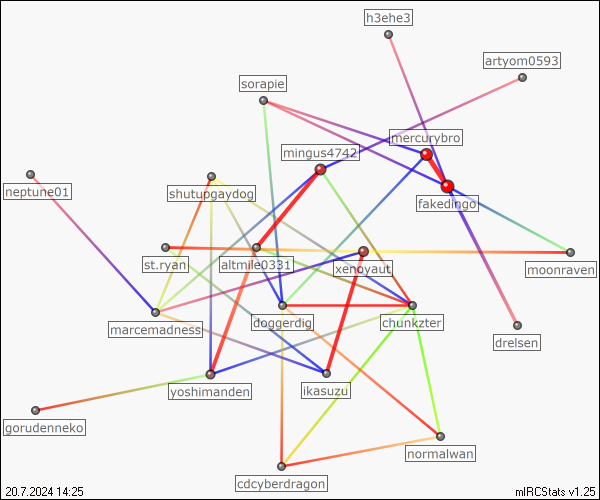 h3ehe3
artyom0593
sorapie
mercurybro
mingus4742
neptune01
shutupgaydog
fakedingo
st.ryan
altmile0331
xenoyaut
moonraven
marcemadness
doggerdig
chunkzter
drelsen
yoshimanden
ikasuzu
gorudenneko
normalwan
cdcyberdragon
20.7.2024 14:25
mIRCStats v1.25